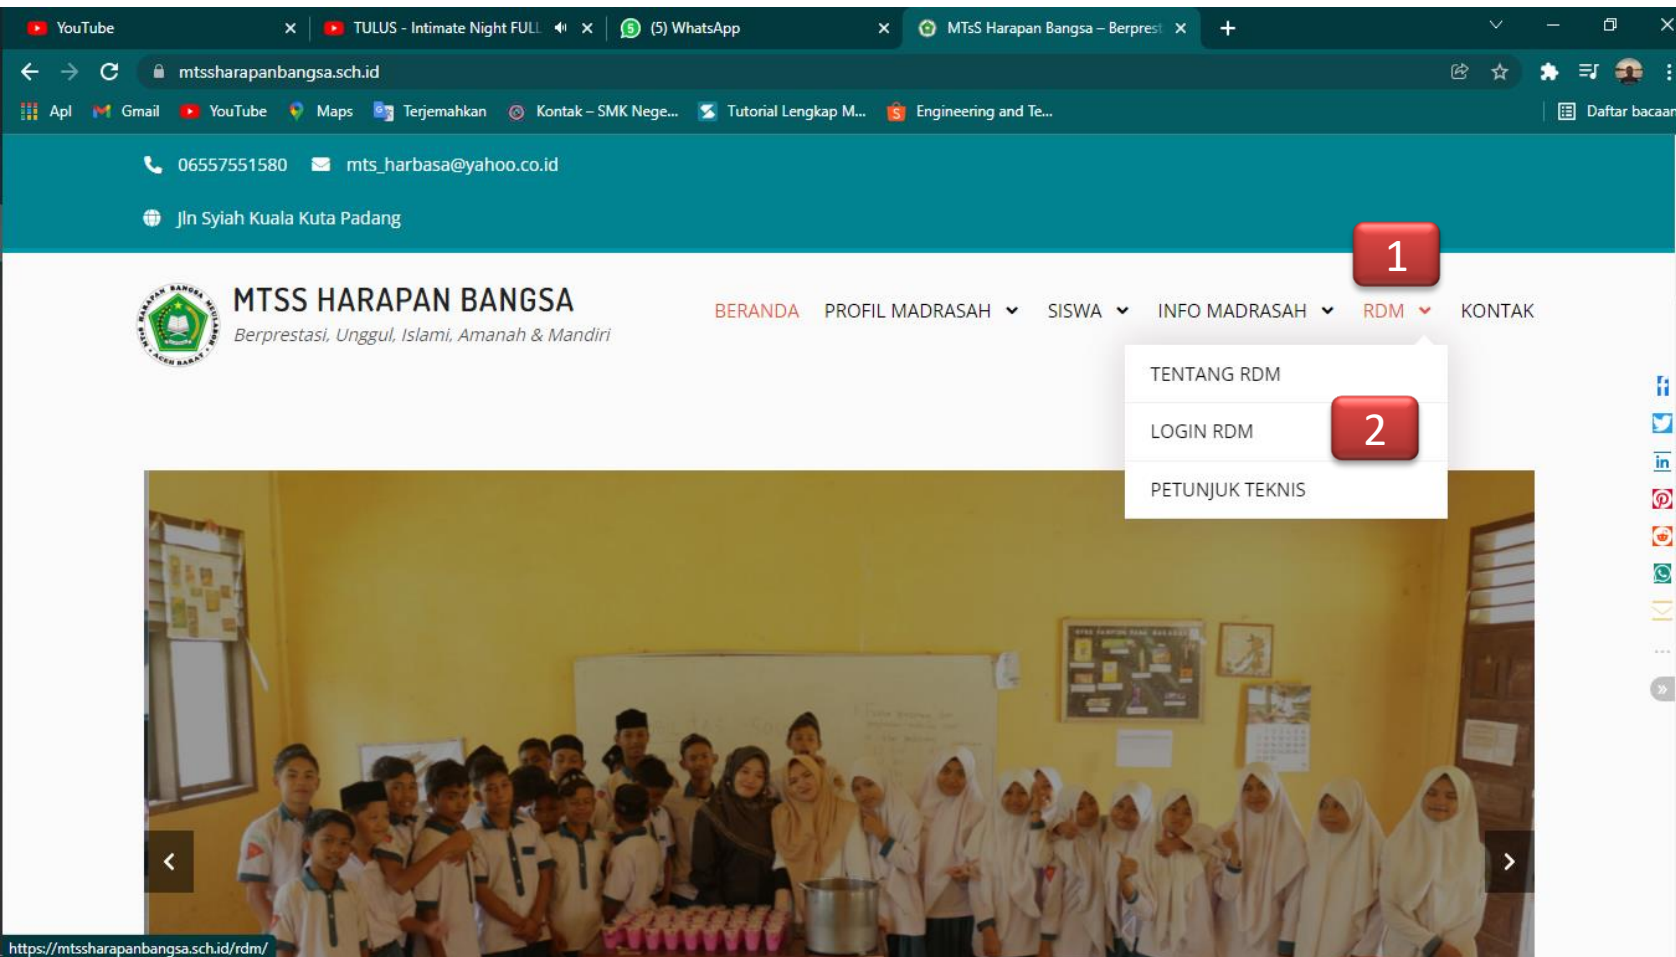 YouTube
TULUS - Intimate Night FULL
(5) WhatsApp
MTsS Harapan Bangsa – Berprest
mtssharapanbangsa.sch.id
Apl
Gmail
YouTube
Maps
Terjemahkan
Kontak – SMK Nege...
Tutorial Lengkap M...
Engineering and Te...
Daftar bacaan
06557551580
mts_harbasa@yahoo.co.id
Jln Syiah Kuala Kuta Padang
1
MTSS HARAPAN BANGSA
Berprestasi, Unggul, Islami, Amanah & Mandiri
BERANDA
PROFIL MADRASAH
SISWA
INFO MADRASAH
RDM
KONTAK
TENTANG RDM
LOGIN RDM
2
PETUNJUK TEKNIS
https://mtssharapanbangsa.sch.id/rdm/